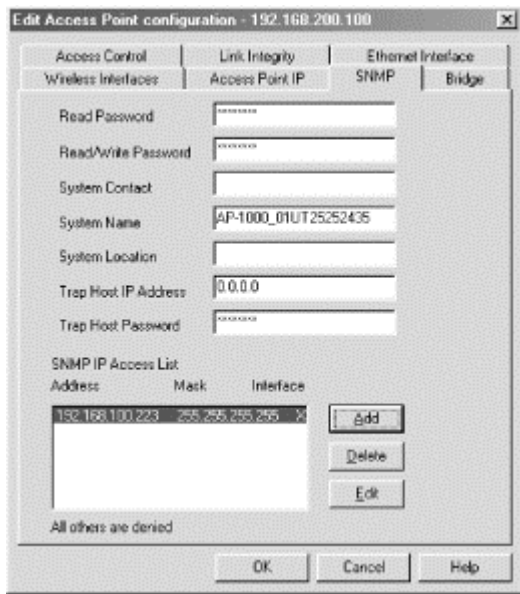 Edit Access Point configuration - 192.168.200.100
Access Control Link Integrity Ethernet Interface
Wireless Interfaces Access Point IP SNMP Bridge
Read Password ××××××
Read/Write Password ××××××
System Contact
System Name AP-1000_01UT25252435
System Location
Trap Host IP Address 0.0.0.0
Trap Host Password ××××××
SNMP IP Access List
Address Mask Interface
192.168.100.223 255.255.255.255 X
Add
Delete
Edit
All others are denied
OK Cancel Help